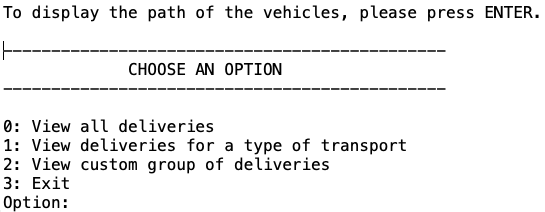 To display the path of the vehicles, please press ENTER.
----------------------------------------------
CHOOSE AN OPTION
----------------------------------------------
0: View all deliveries
1: View deliveries for a type of transport
2: View custom group of deliveries
3: Exit
Option: